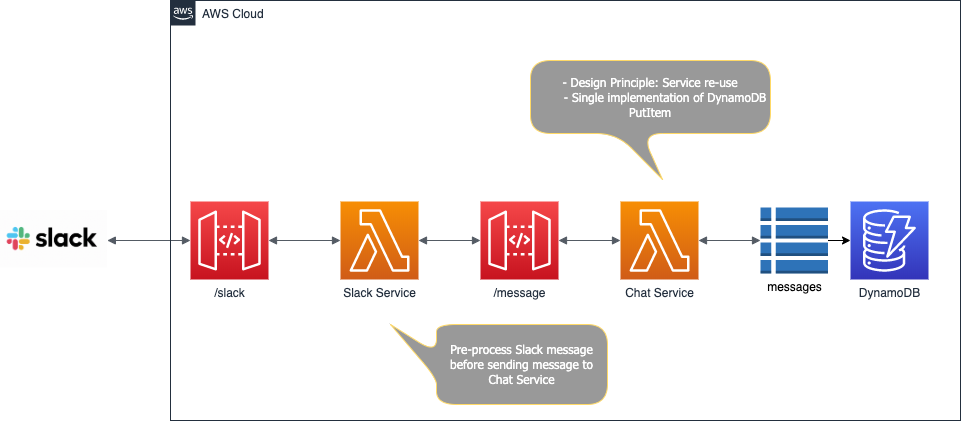 aws
AWS Cloud
- Design Principle: Service re-use
- Single implementation of DynamoDB
PutItem
slack
</>
</>
/slack
Slack Service
/message
Chat Service
messages
DynamoDB
Pre-process Slack message
before sending message to
Chat Service